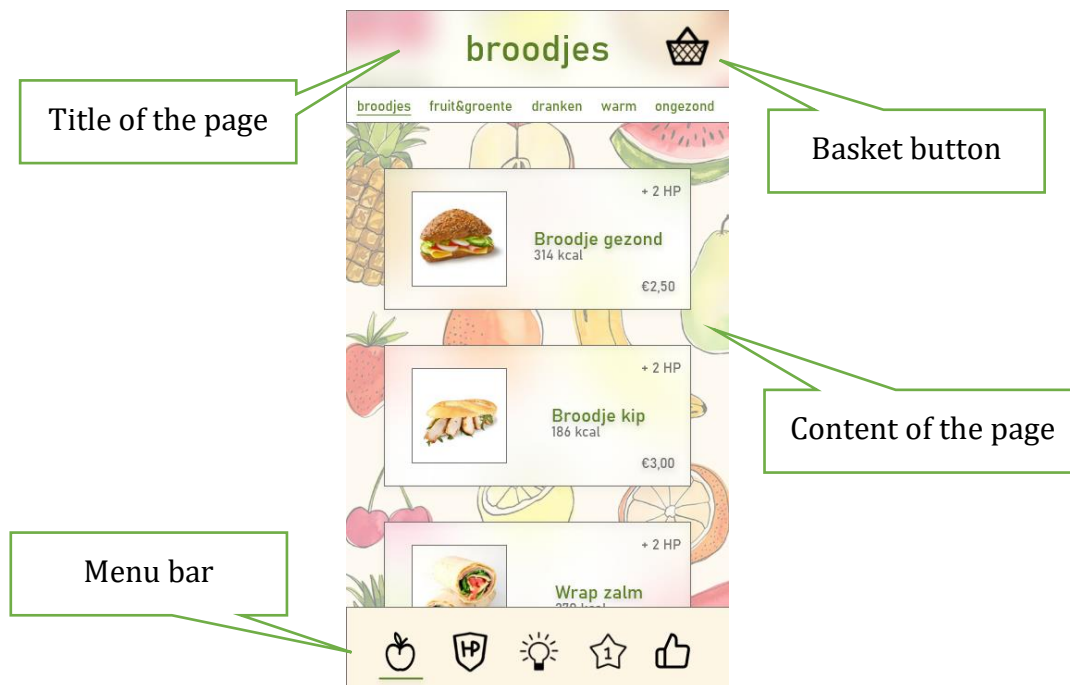 broodjes
Title of the page
Basket button
broodjes fruit&groente dranken warm ongezond
+ 2 HP
Broodje gezond
314 kcal
€2,50
+ 2 HP
Broodje kip
186 kcal
€3,00
Content of the page
+ 2 HP
Wrap zalm
Menu bar
HP
1